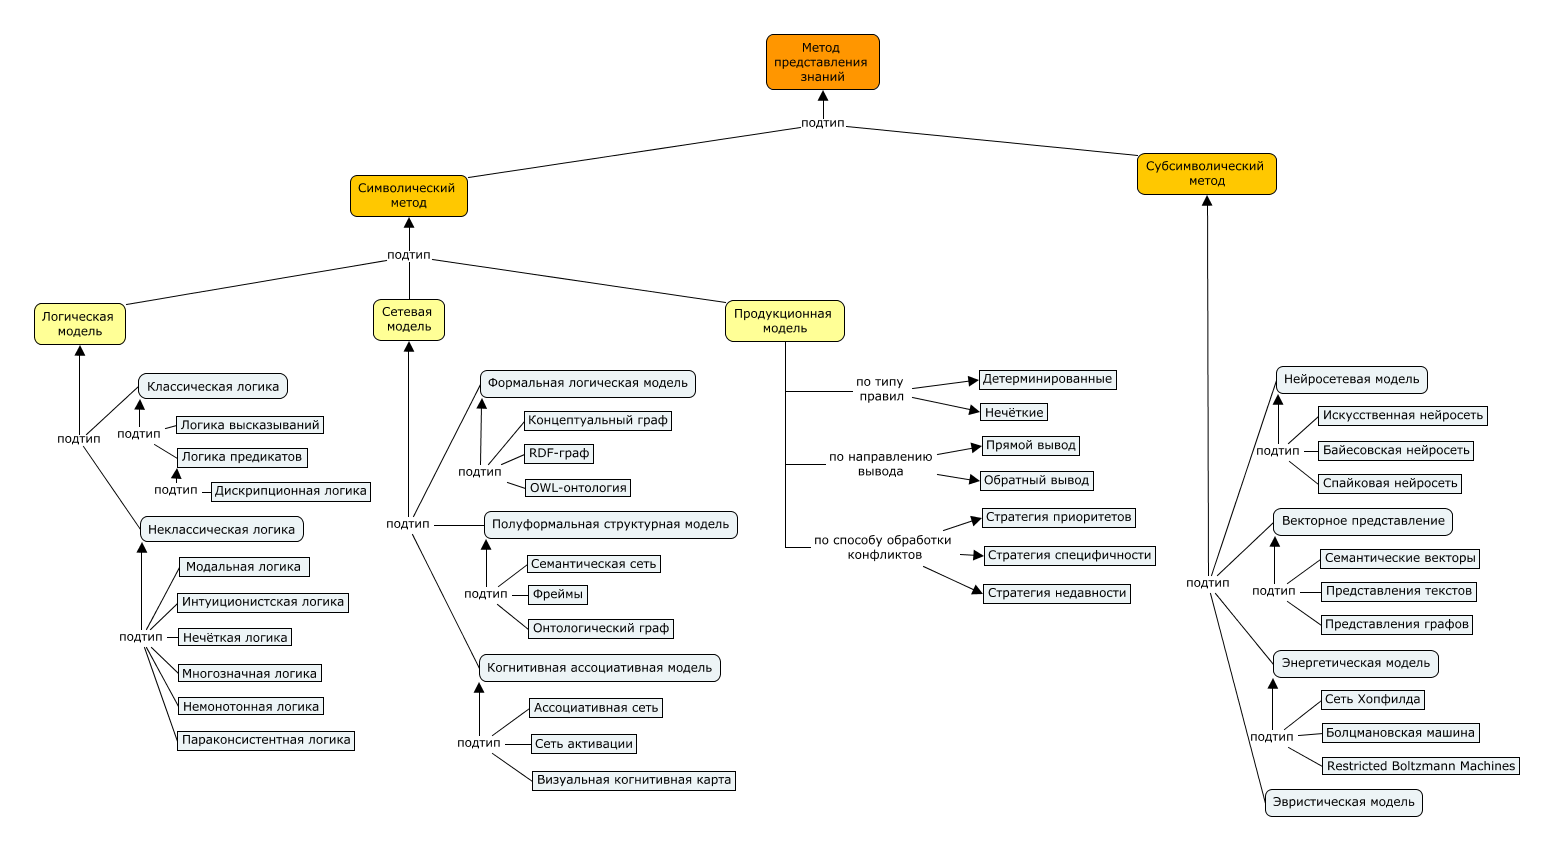 Метод
представления
знаний
подтип
Символический
метод
Субсимволический
метод
подтип
Логическая
модель
Сетевая
модель
Продукционная
модель
подтип
Классическая логика
подтип
Логика высказываний
Логика предикатов
подтип
Дискрипционная логика
Неклассическая логика
подтип
Модальная логика
Интуиционистская логика
Нечёткая логика
Многозначная логика
Немонотонная логика
Параконсистентная логика
подтип
Формальная логическая модель
подтип
Концептуальный граф
RDF-граф
OWL-онтология
Полуформальная структурная модель
подтип
Семантическая сеть
Фреймы
Онтологический граф
Когнитивная ассоциативная модель
подтип
Ассоциативная сеть
Сеть активации
Визуальная когнитивная карта
по типу
правил
Детерминированные
Нечёткие
по направлению
вывода
Прямой вывод
Обратный вывод
по способу обработки
конфликтов
Стратегия приоритетов
Стратегия специфичности
Стратегия недавности
подтип
Нейросетевая модель
подтип
Искусственная нейросеть
Байесовская нейросеть
Спайковая нейросеть
Векторное представление
подтип
Семантические векторы
Представления текстов
Представления графов
Энергетическая модель
подтип
Сеть Хопфилда
Болцмановская машина
Restricted Boltzmann Machines
Эвристическая модель